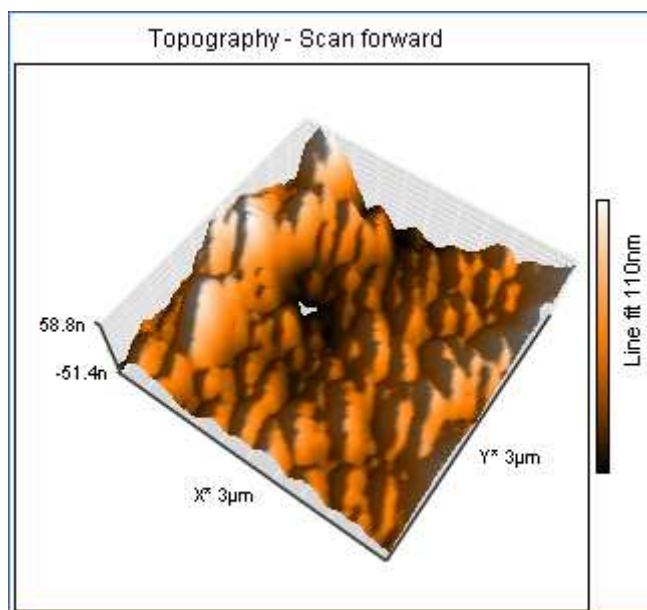 Topography - Scan forward
58.8n
-51.4n
X* 3µm
Y* 3µm
Line fit 110nm